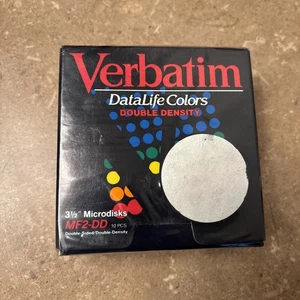 Verbatim
DataLife Colors
DOUBLE DENSITY
3½" Microdisks
MF2-DD 10 PCS
Double-Sided/Double-Density